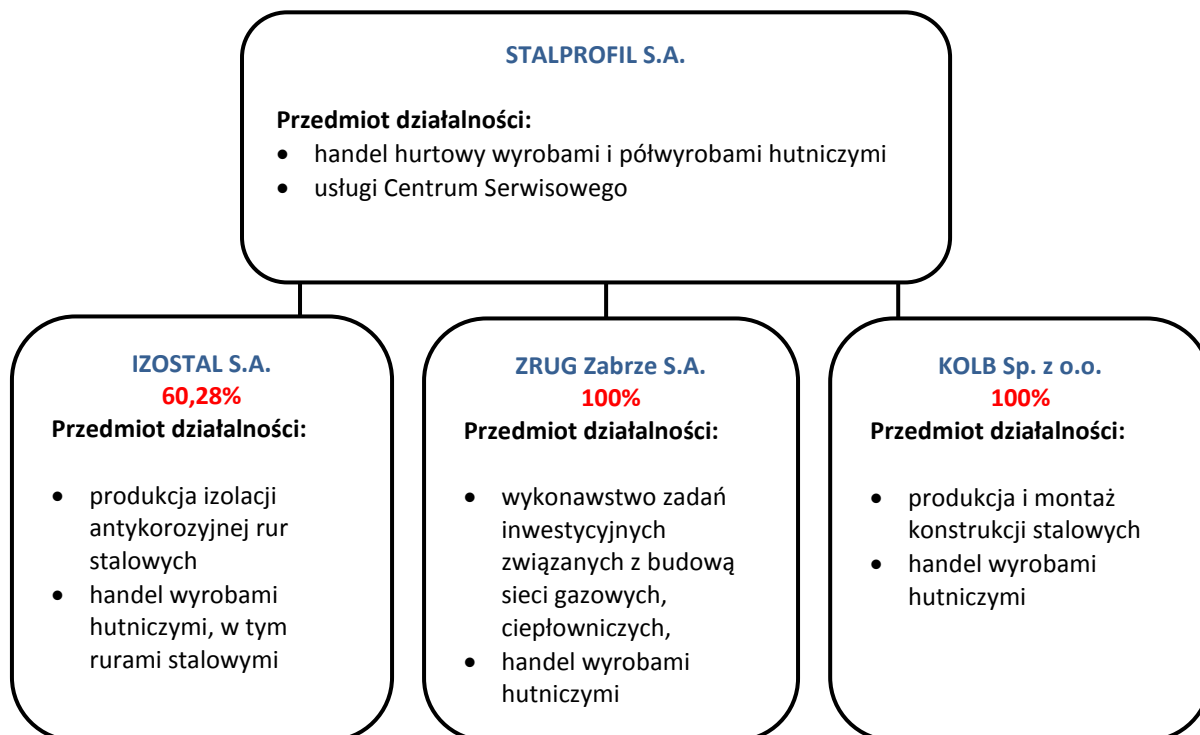 STALPROFIL S.A.
Przedmiot działalności:
• handel hurtowy wyrobami i półwyrobami hutniczymi
• usługi Centrum Serwisowego
IZOSTAL S.A.
60,28%
Przedmiot działalności:
• produkcja izolacji
antykorozyjnej rur
stalowych
• handel wyrobami
hutniczymi, w tym
rurami stalowymi
ZRUG Zabrze S.A.
100%
Przedmiot działalności:
• wykonawstwo zadań
inwestycyjnych
związanych z budową
sieci gazowych,
ciepłowniczych,
• handel wyrobami
hutniczymi
KOLB Sp. z o.o.
100%
Przedmiot działalności:
• produkcja i montaż
konstrukcji stalowych
• handel wyrobami
hutniczymi